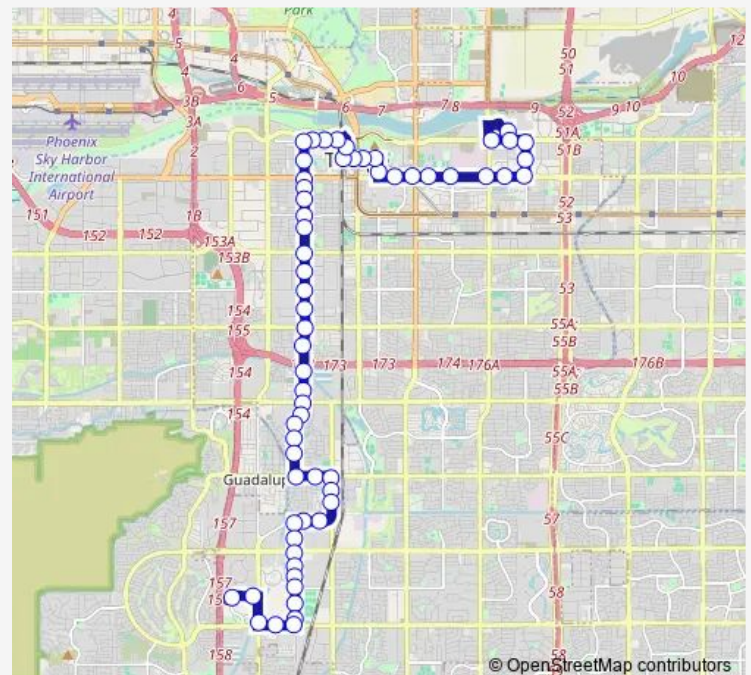 Park
4
5
4
4
12
50
51
10
6
5
6
7
7 8
9
52
9 10
3B
3A
51A
51B
2
Phoenix
Sky Harbor
International
Airport
T
151
152
152
1B
52
53
153A
153B
53
154
155
55A;
55B
173
173
174
176A
176B
154
55A;
55B
154
55C
Guadalup
157
57
157
58
158
58
© OpenStreetMap contributors